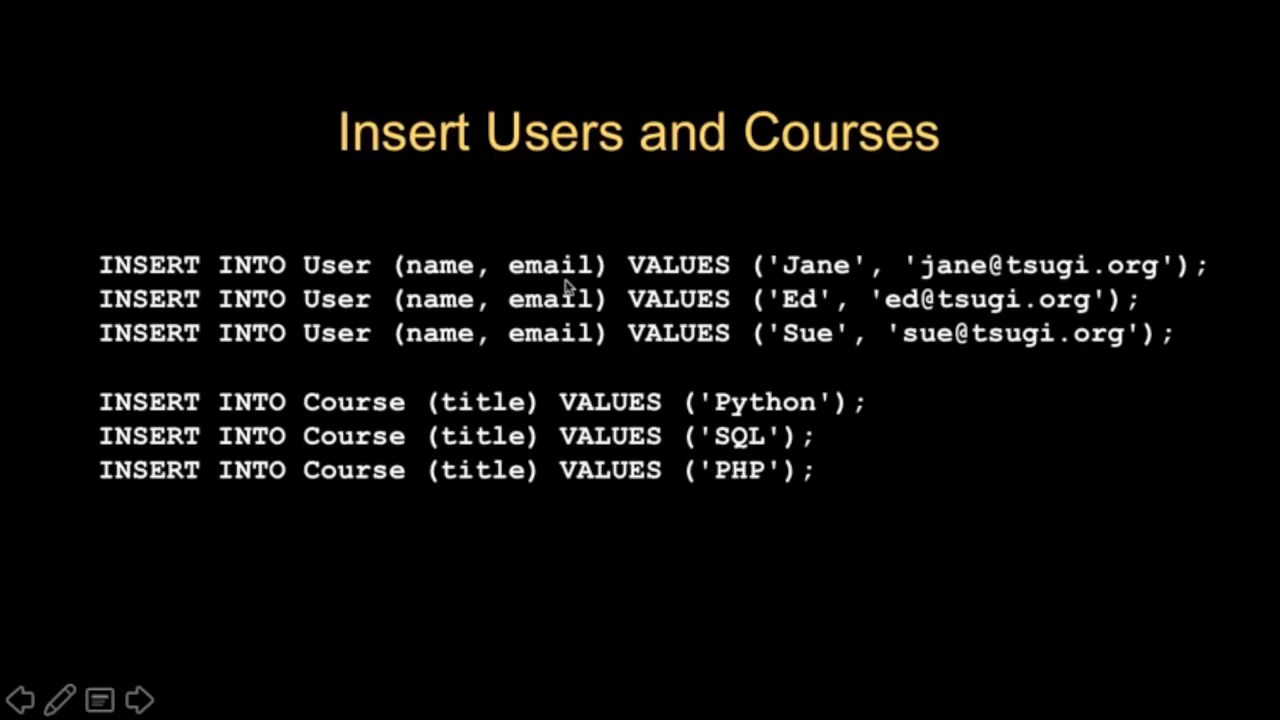 Insert Users and Courses
INSERT INTO User (name, email) VALUES ('Jane', 'jane@tsugi.org');
INSERT INTO User (name, email) VALUES ('Ed', 'ed@tsugi.org');
INSERT INTO User (name, email) VALUES ('Sue', 'sue@tsugi.org');
INSERT INTO Course (title) VALUES ('Python');
INSERT INTO Course (title) VALUES ('SQL');
INSERT INTO Course (title) VALUES ('PHP');